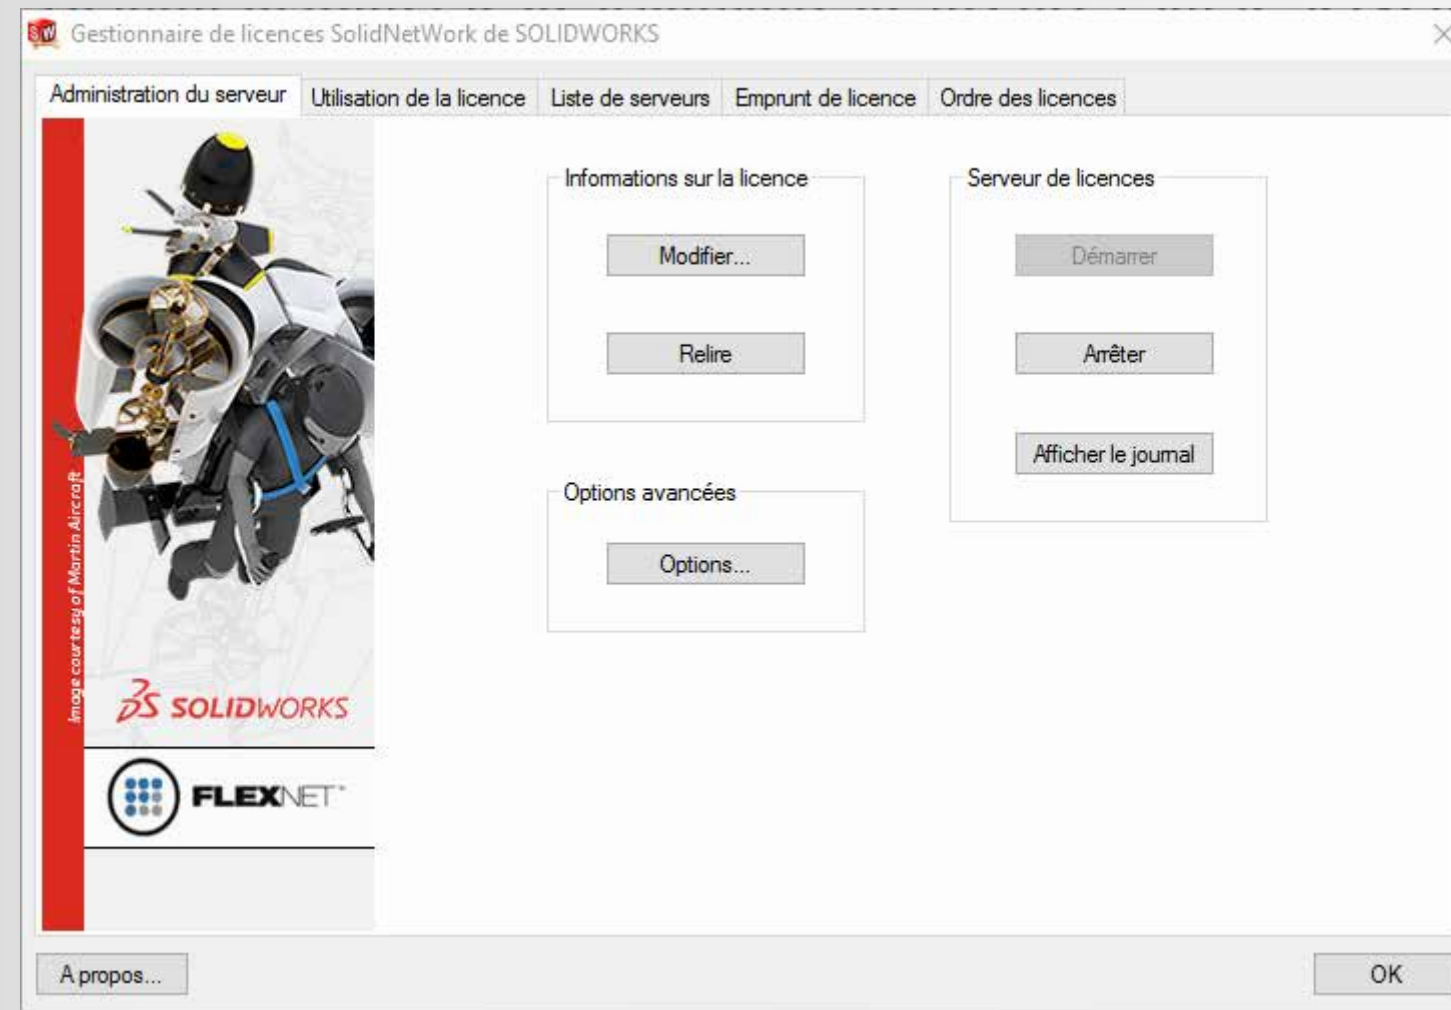 Gestionnaire de licences SolidNetWork de SOLIDWORKS
Administration du serveur
Utilisation de la licence
Liste de serveurs
Emprunt de licence
Ordre des licences
Informations sur la licence
Modifier...
Relire
Options avancées
Options...
Serveur de licences
Démarrer
Arrêter
Afficher le journal
Image courtesy of Martin Aircraft
SOLIDWORKS
FLEXNET
A propos...
OK